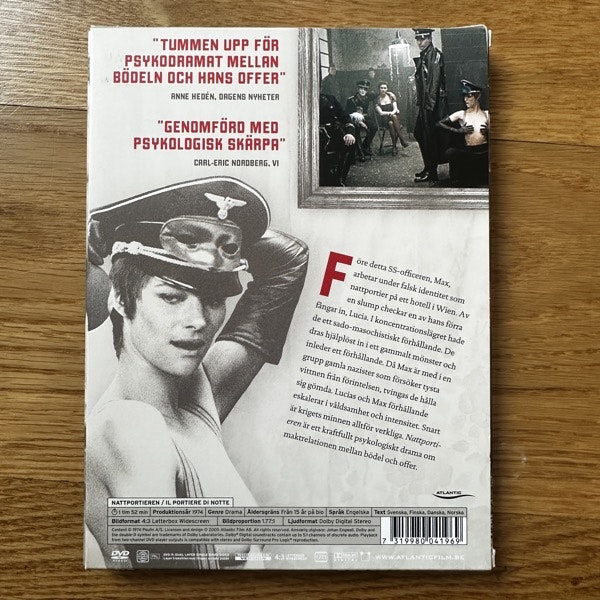 "TUMMEN UPP FÖR
PSYKODRAMAT MELLAN
BÖDELN OCH HANS OFFER"
ANNE HEDÉN, DAGENS NYHETER
"GENOMFÖRD MED
PSYKOLOGISK SKÄRPA"
CARL-ERIC NORDBERG, VI
Före detta SS-officeren, Max,
arbetar under falsk identitet som
nattportier på ett hotell i Wien. Av
en slump checkar en av hans förra
fångar in, Lucia. I koncentrationslägret hade
de ett sado-masochistiskt förhållande. De
dras hjälplöst in i ett gammalt mönster och
inleder ett förhållande. Då Max är med i en
grupp gamla nazister som försöker tysta
vittnen från förintelsen, tvingas de hålla
sig gömda. Lucias och Max förhållande
eskalerar i våldsamhet och intensitet. Snart
är krigets minnen alltför verkliga. Nattporti-
eren är ett kraftfullt psykologiskt drama om
maktrelationen mellan bödel och offer.
ATLANTIC
NATTPORTIEREN / IL PORTIERE DI NOTTE
1 tim 52 min Produktionsår 1974 Genre Drama Åldersgräns Från 15 år på bio Språk Engelska Text Svenska, Finska, Danska, Norska
Bildformat 4:3 Letterbox Widescreen Bildproportion 1.77:1 Ljudformat Dolby Digital Stereo
DVD
VIDEO
4:3
7 319980 041969
WWW.ATLANTICFILM.SE